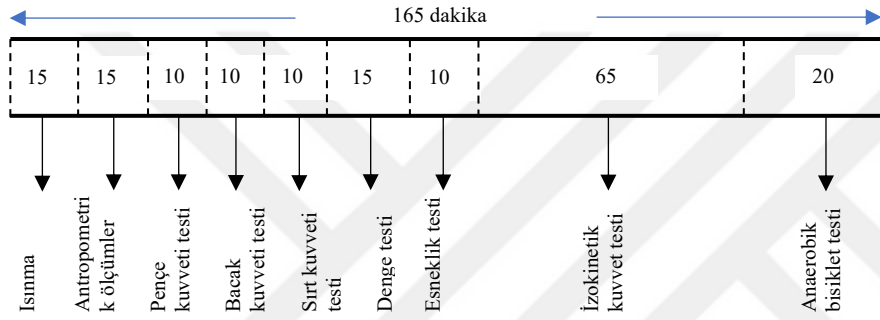 165 dakika
15 15 10 10 10 15 10 65 20
Isınma
Antropometri
k ölçümler
Pençe
kuvveti testi
Bacak
kuvveti testi
Sırt kuvveti
testi
Denge testi
Esneklik testi
İzokinetik
kuvvet testi
Anaerobik
bisiklet testi